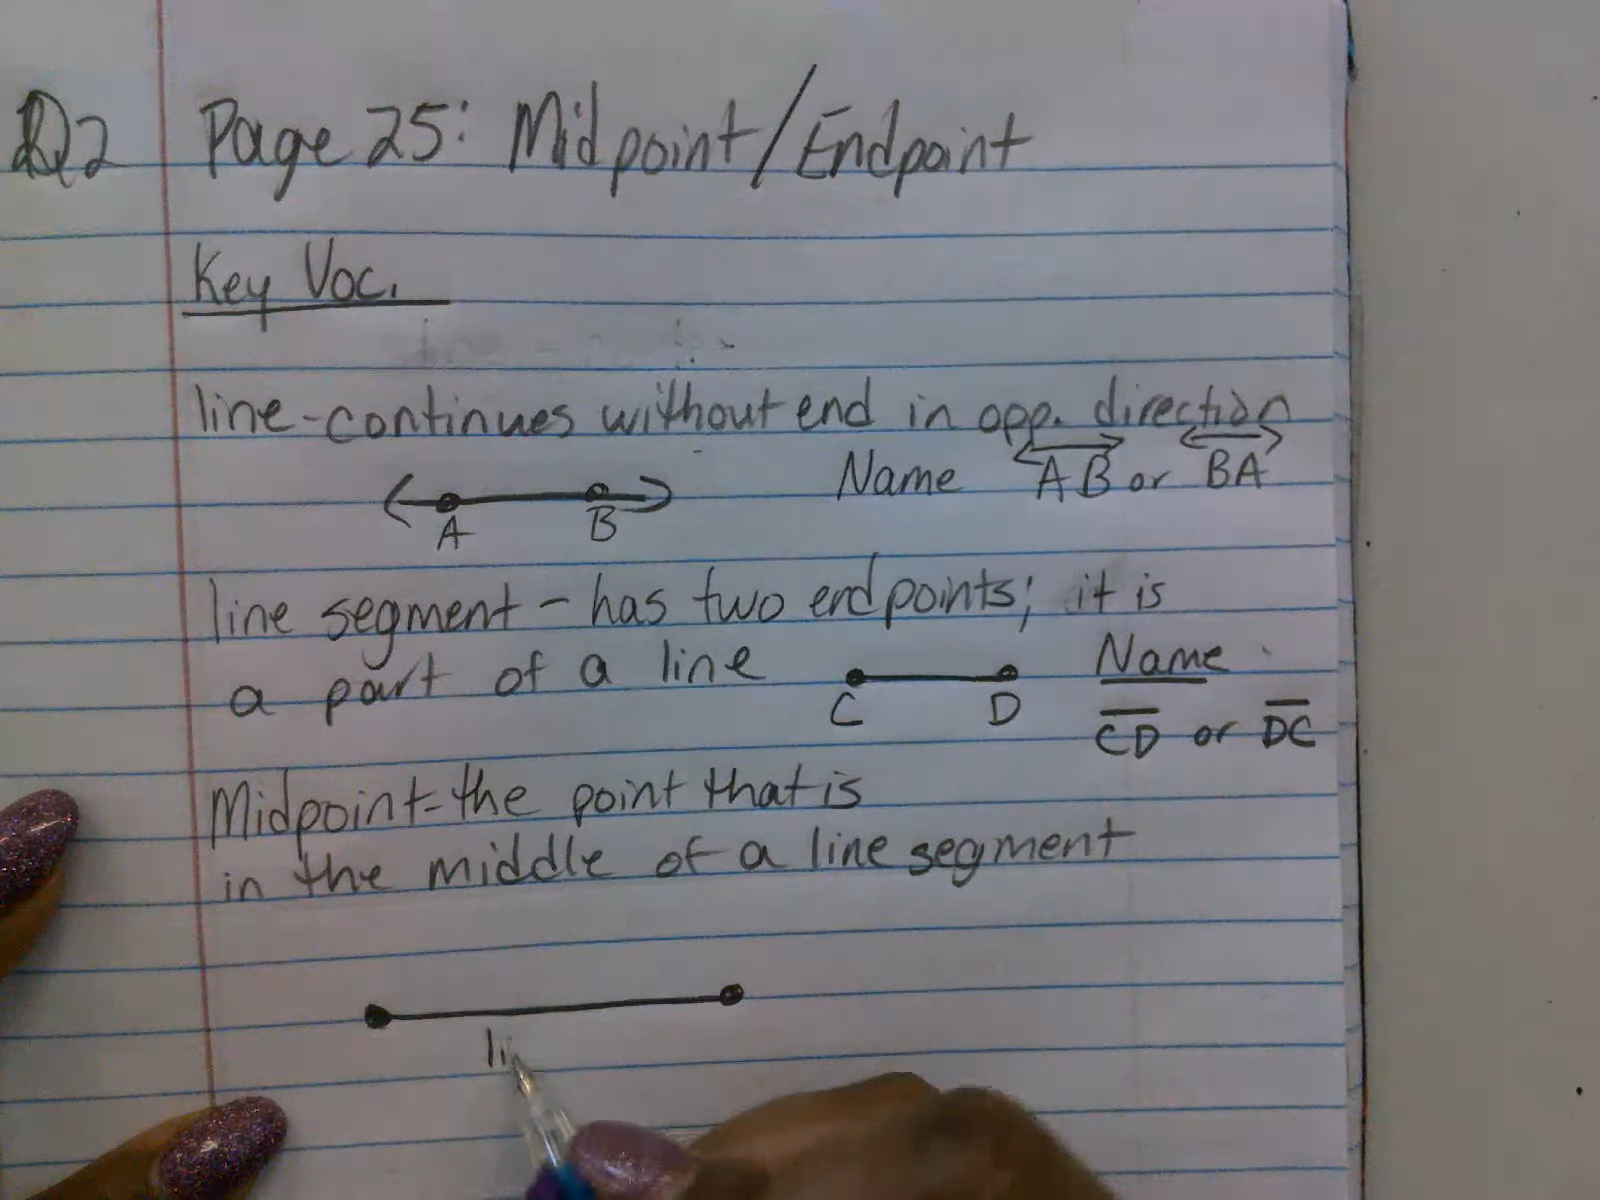 Q2 Page 25: Midpoint/Endpoint
Key Voc.
line-continues without end in opp. direction
Name AB or BA
A B
line segment - has two endpoints; it is
a part of a line
C D
Name
CD or DC
Midpoint-the point that is
in the middle of a line segment
li